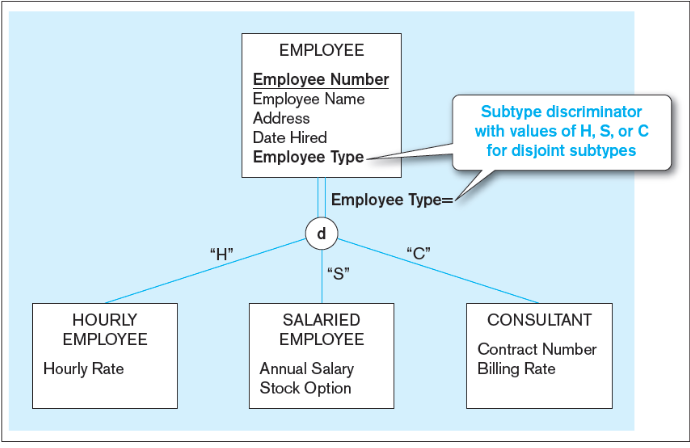 EMPLOYEE
Employee Number
Employee Name
Address
Date Hired
Employee Type
Subtype discriminator
with values of H, S, or C
for disjoint subtypes
Employee Type=
d
“H”
“S”
“C”
HOURLY
EMPLOYEE
Hourly Rate
SALARIED
EMPLOYEE
Annual Salary
Stock Option
CONSULTANT
Contract Number
Billing Rate